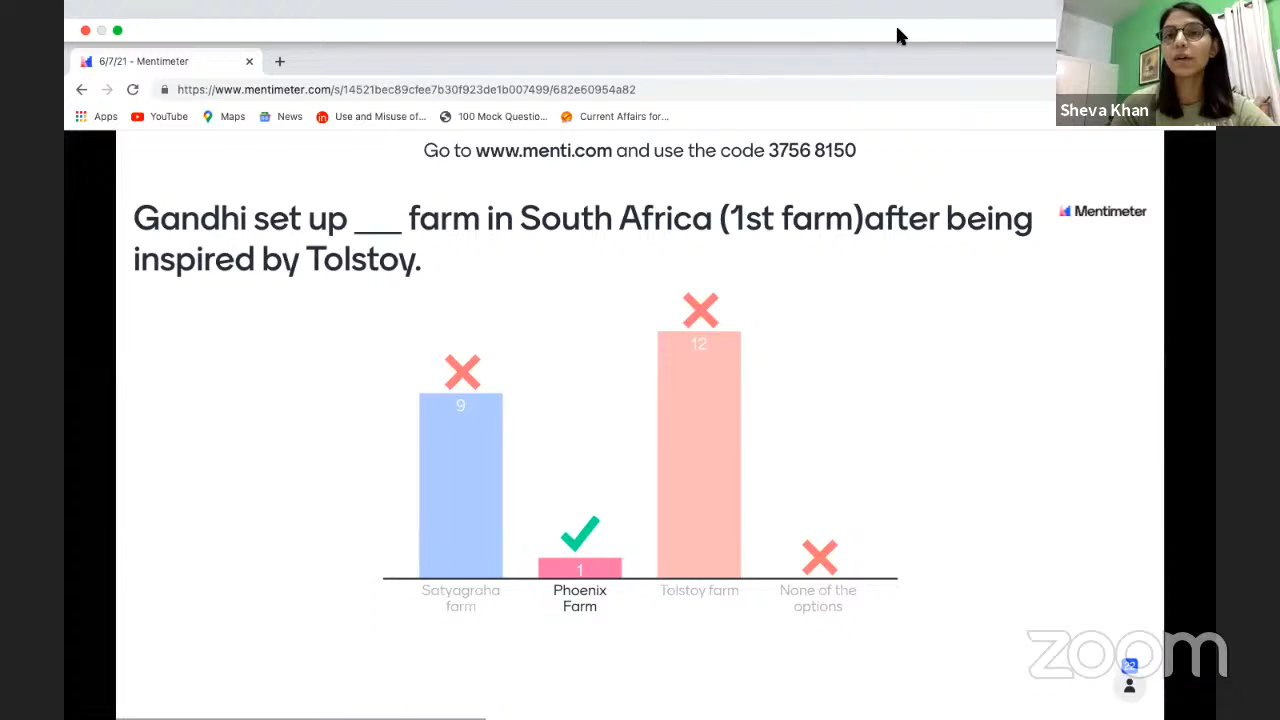 6/7/21 - Mentimeter
https://www.mentimeter.com/s/14521bec89cfee7b30f923de1b007499/682e60954a82
Apps YouTube Maps News Use and Misuse of... 100 Mock Questio... Current Affairs for...
Sheva Khan
Go to www.menti.com and use the code 3756 8150
Gandhi set up ___ farm in South Africa (1st farm)after being
inspired by Tolstoy.
Mentimeter
12
9
1
Satyagraha
farm
Phoenix
Farm
Tolstoy farm
None of the
options
zoom
22